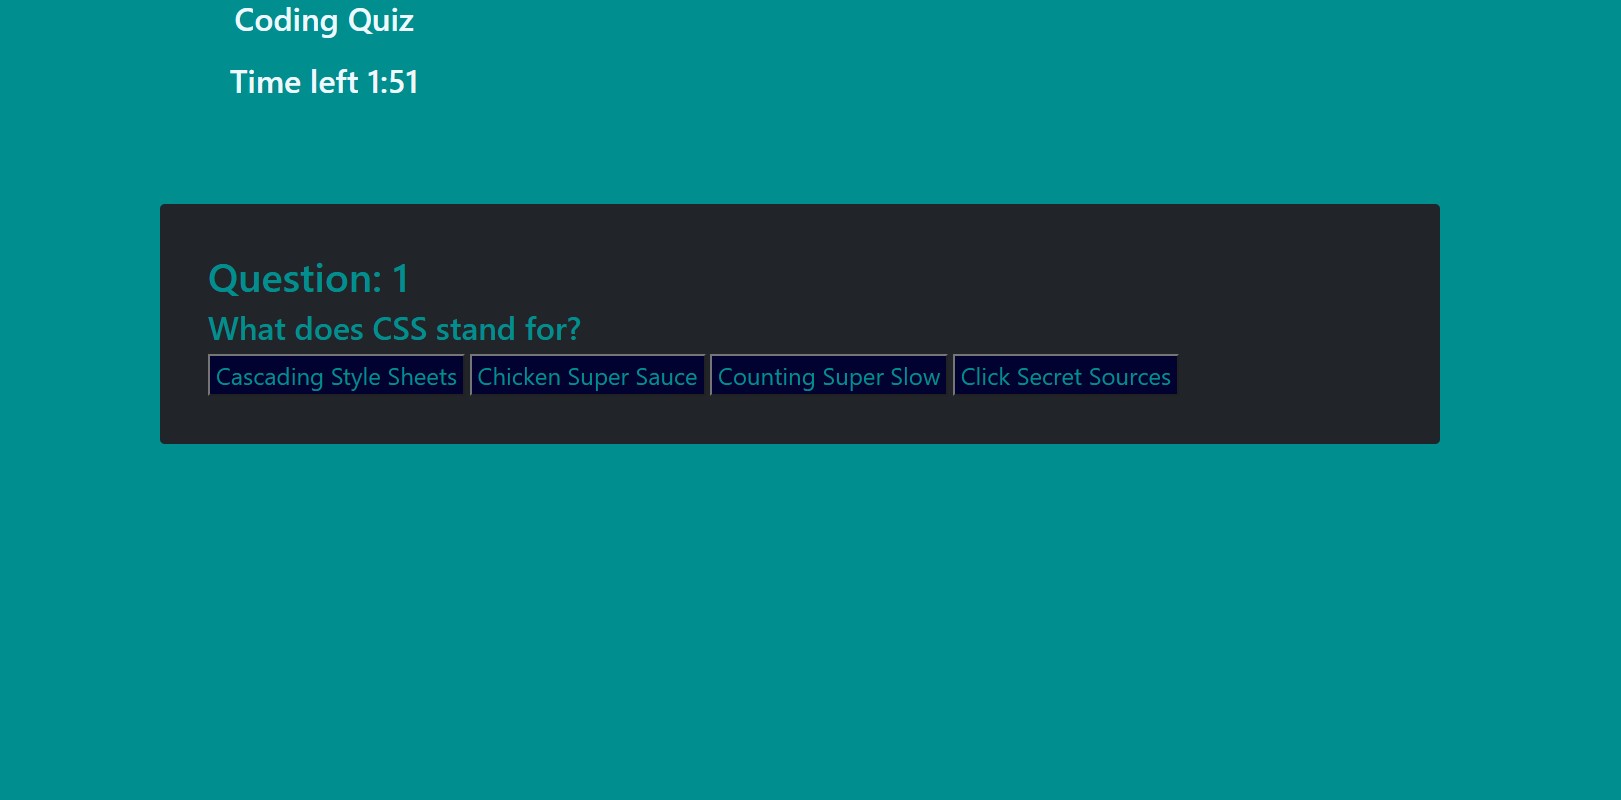 Coding Quiz
Time left 1:51
Question: 1
What does CSS stand for?
Cascading Style Sheets Chicken Super Sauce Counting Super Slow Click Secret Sources